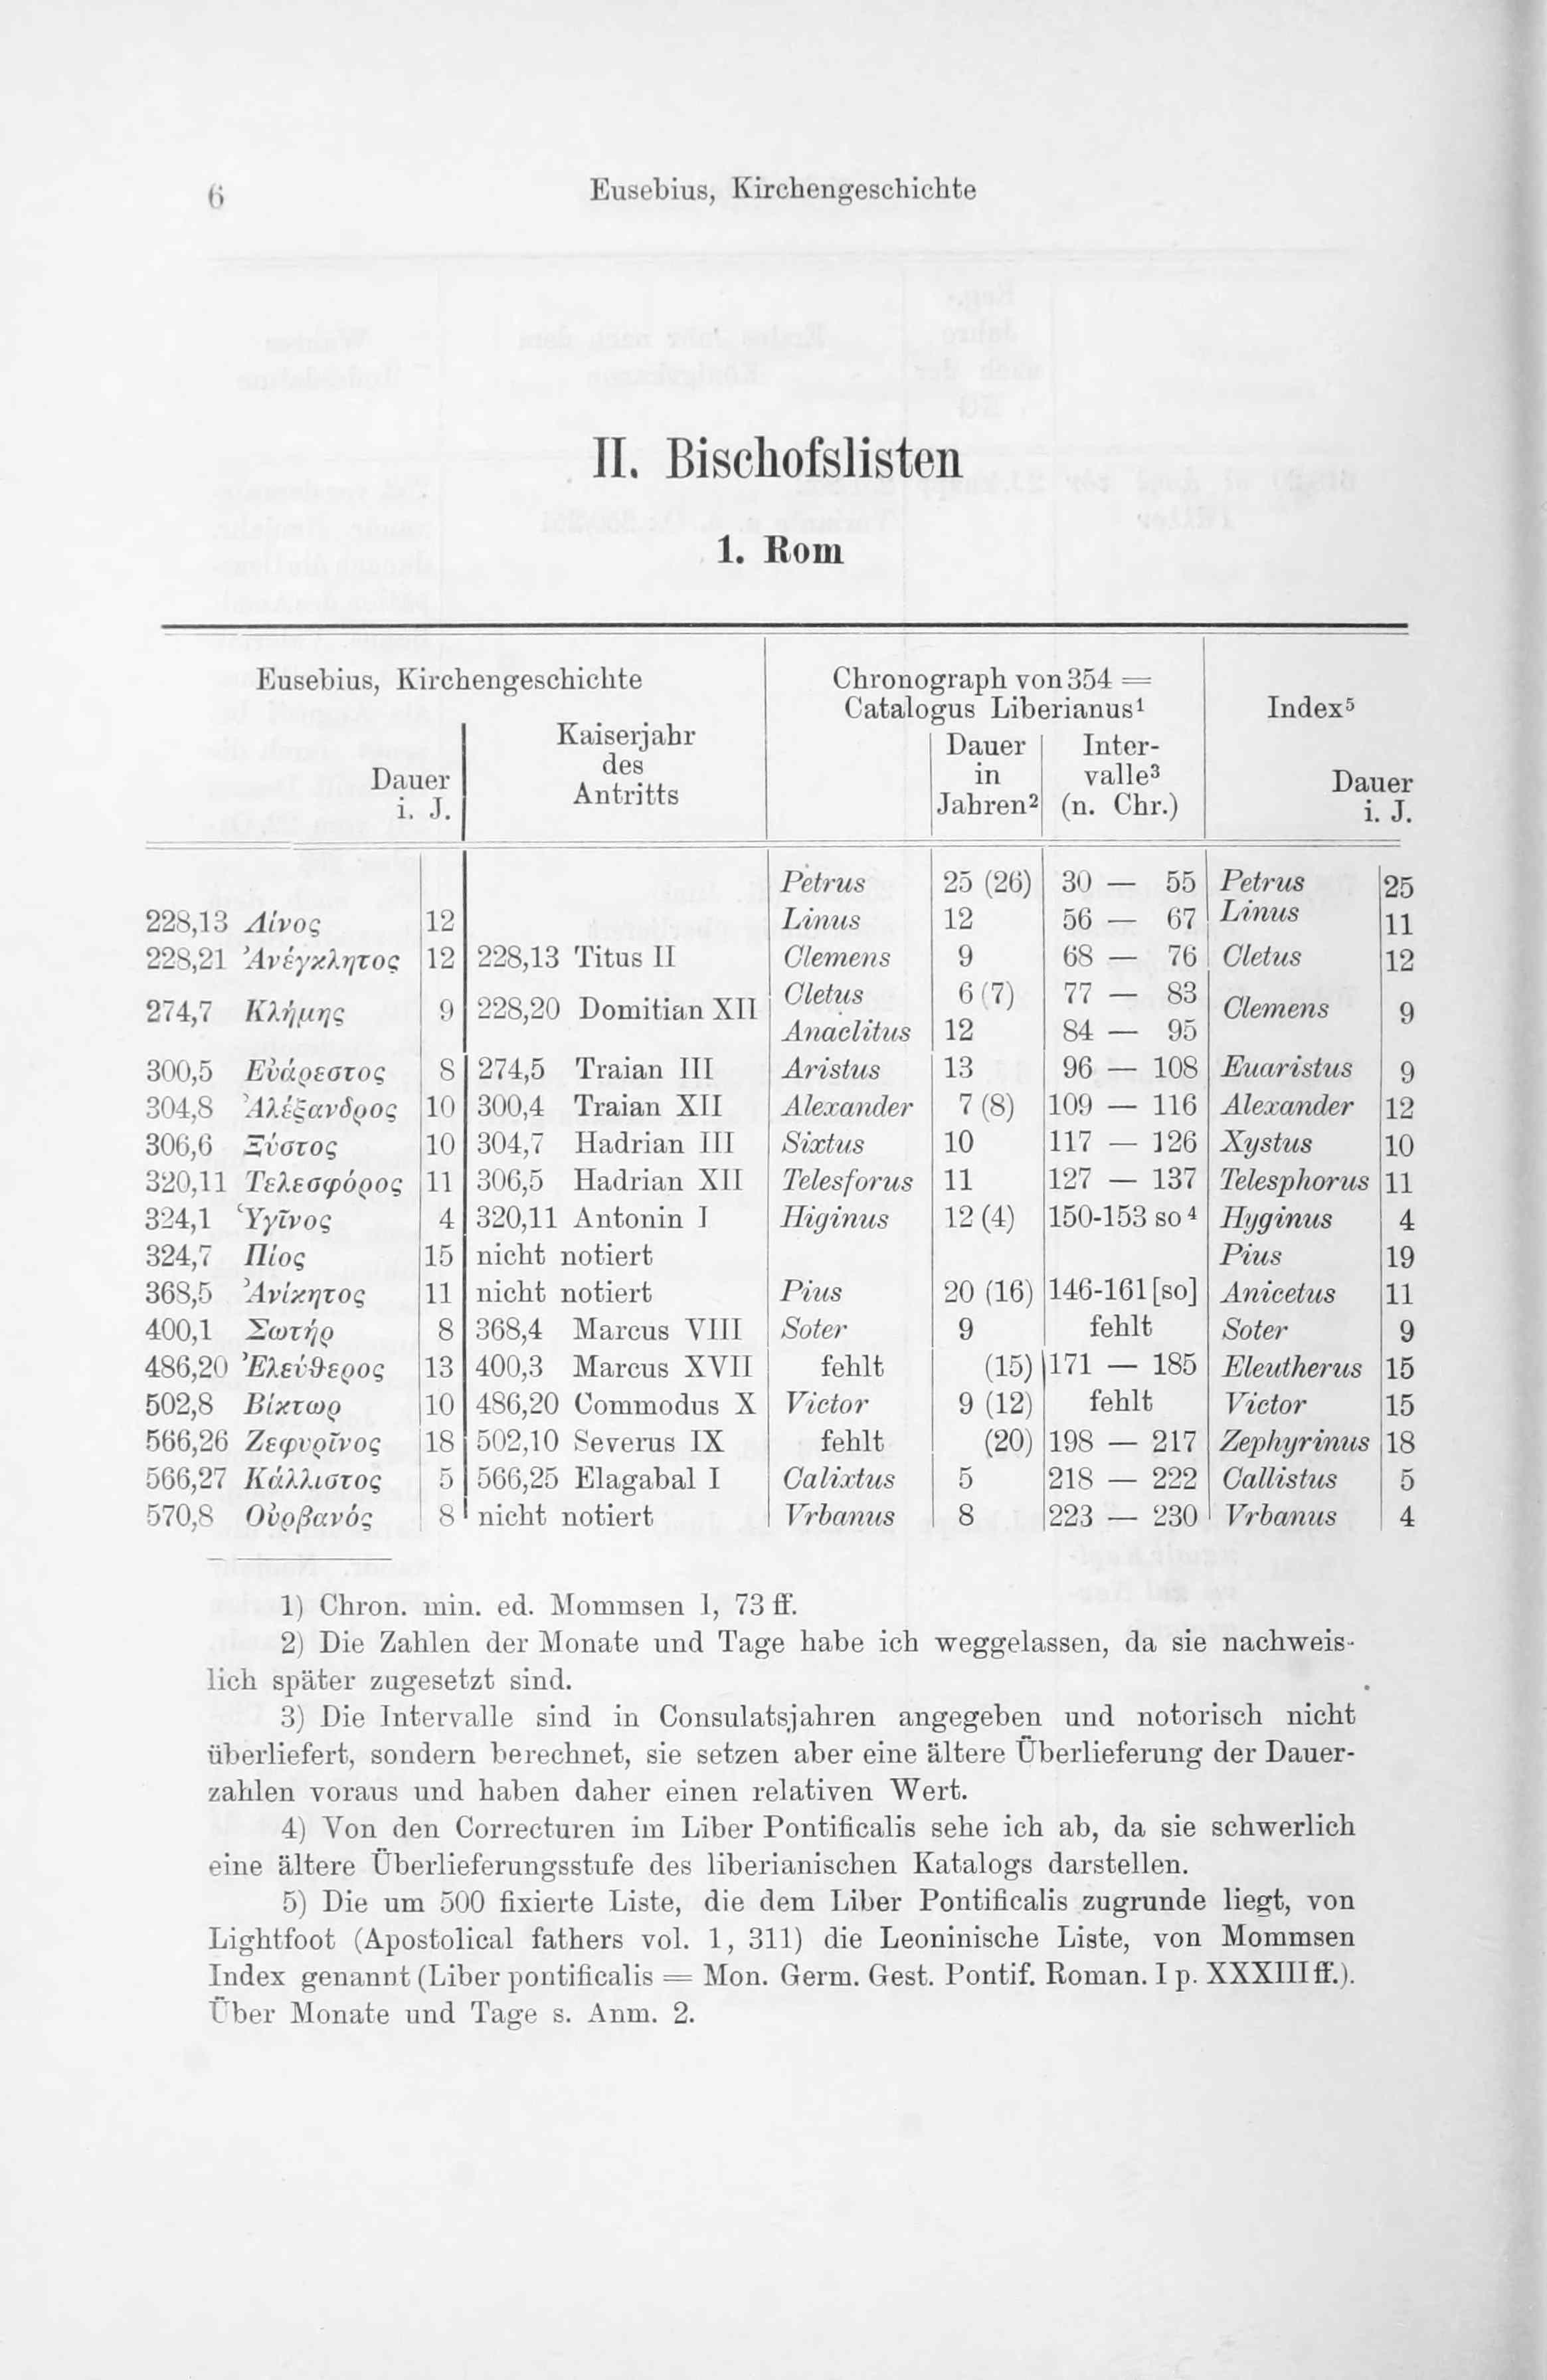 6 Eusebius, Kirchengeschichte
II. Bischofslisten
1. Rom
Eusebius, Kirchengeschichte
Dauer
i. J.
Kaiserjahr
des
Antritts
Chronograph von 354 =
Catalogus Liberianus¹
Dauer
in
Jahren²
Inter-
valle³
(n. Chr.)
Index⁵
Dauer
i. J.
Petrus 25 (26) 30 — 55 Petrus 25
228,13 Λίνος 12 Linus 12 56 — 67 Linus 11
228,21 Ἀνέγκλητος 12 228,13 Titus II Clemens 9 68 — 76 Cletus 12
274,7 Κλήμης 9 228,20 Domitian XII Cletus 6 (7) 77 — 83 Clemens 9
Anaclitus 12 84 — 95
300,5 Εὐάρεστος 8 274,5 Traian III Aristus 13 96 — 108 Euaristus 9
304,8 Ἀλέξανδρος 10 300,4 Traian XII Alexander 7 (8) 109 — 116 Alexander 12
306,6 Ξύστος 10 304,7 Hadrian III Sixtus 10 117 — 126 Xystus 10
320,11 Τελεσφόρος 11 306,5 Hadrian XII Telesforus 11 127 — 137 Telesphorus 11
324,1 Ὑγῖνος 4 320,11 Antonin I Higinus 12 (4) 150-153 so⁴ Hyginus 4
324,7 Πίος 15 nicht notiert Pius 19
368,5 Ἀνίκητος 11 nicht notiert Pius 20 (16) 146-161 [so] Anicetus 11
400,1 Σωτήρ 8 368,4 Marcus VIII Soter 9 fehlt Soter 9
486,20 Ἐλεύθερος 13 400,3 Marcus XVII fehlt (15) 171 — 185 Eleutherus 15
502,8 Βίκτωρ 10 486,20 Commodus X Victor 9 (12) fehlt Victor 15
566,26 Ζεφυρῖνος 18 502,10 Severus IX fehlt (20) 198 — 217 Zephyrinus 18
566,27 Κάλλιστος 5 566,25 Elagabal I Calixtus 5 218 — 222 Callistus 5
570,8 Οὐρβανός 8 nicht notiert Vrbanus 8 223 — 230 Vrbanus 4
1) Chron. min. ed. Mommsen 1, 73 ff.
2) Die Zahlen der Monate und Tage habe ich weggelassen, da sie nachweis-
lich später zugesetzt sind.
3) Die Intervalle sind in Consulatsjahren angegeben und notorisch nicht
überliefert, sondern berechnet, sie setzen aber eine ältere Überlieferung der Dauer-
zahlen voraus und haben daher einen relativen Wert.
4) Von den Correcturen im Liber Pontificalis sehe ich ab, da sie schwerlich
eine ältere Überlieferungsstufe des liberianischen Katalogs darstellen.
5) Die um 500 fixierte Liste, die dem Liber Pontificalis zugrunde liegt, von
Lightfoot (Apostolical fathers vol. 1, 311) die Leoninische Liste, von Mommsen
Index genannt (Liber pontificalis = Mon. Germ. Gest. Pontif. Roman. I p. XXXIII ff.).
Über Monate und Tage s. Anm. 2.